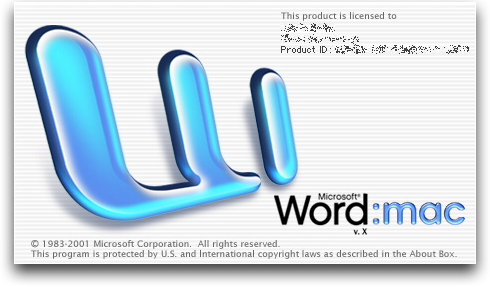 This product is licensed to
Product ID:
Microsoft®
Word:mac
v. X
© 1983-2001 Microsoft Corporation. All rights reserved.
This program is protected by U.S. and International copyright laws as described in the About Box.